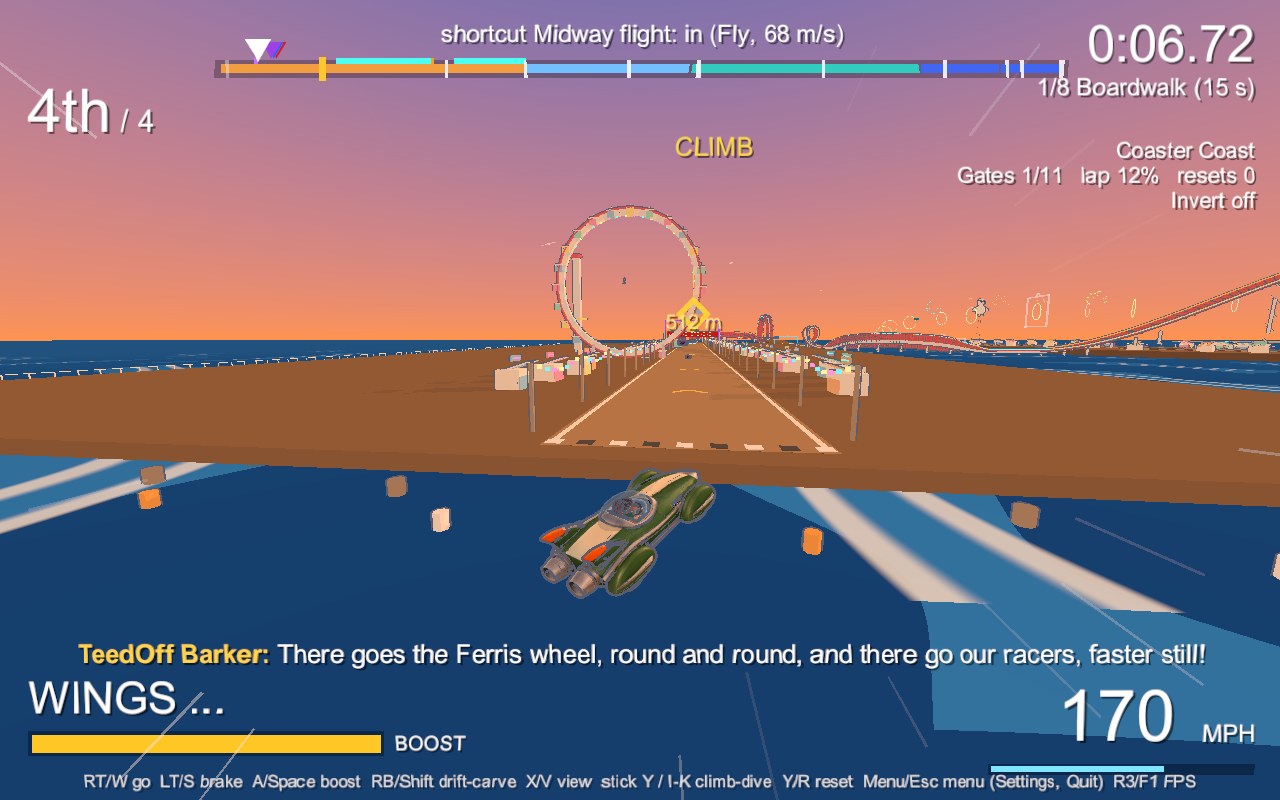 shortcut Midway flight: in (Fly, 68 m/s)
0:06.72
1/8 Boardwalk (15 s)
4th / 4
CLIMB
Coaster Coast
Gates 1/11 lap 12% resets 0
Invert off
512 m
TeedOff Barker: There goes the Ferris wheel, round and round, and there go our racers, faster still!
WINGS ...
170 MPH
BOOST
RT/W go LT/S brake A/Space boost RB/Shift drift-carve X/V view stick Y / I-K climb-dive Y/R reset Menu/Esc menu (Settings, Quit) R3/F1 FPS